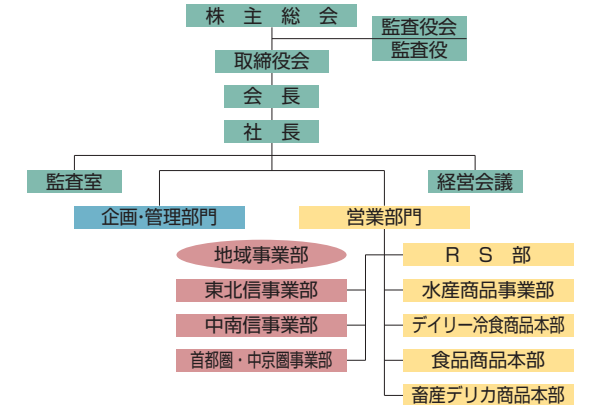 株 主 総 会
監査役会
監査役
取締役会
会 長
社 長
監査室
経営会議
企画・管理部門
営業部門
地域事業部
RS部
東北信事業部
水産商品事業部
中南信事業部
デイリー冷食商品本部
首都圏・中京圏事業部
食品商品本部
畜産デリカ商品本部